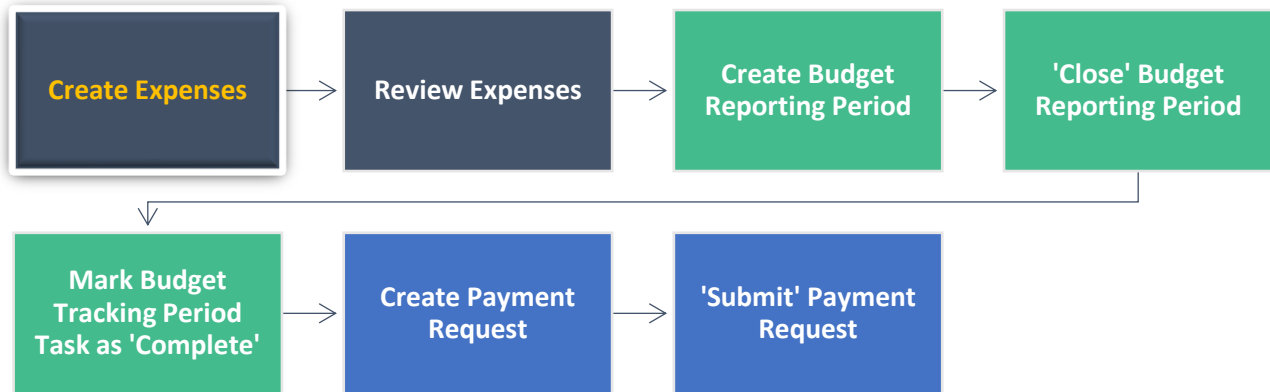 Create Expenses
Review Expenses
Create Budget
Reporting Period
'Close' Budget
Reporting Period
Mark Budget
Tracking Period
Task as 'Complete'
Create Payment
Request
'Submit' Payment
Request